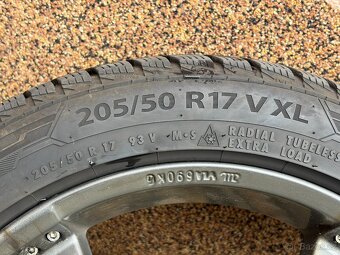 205/50 R17 V XL
205/50 R 17 93 V M+S RADIAL TUBELESS
EXTRA LOAD